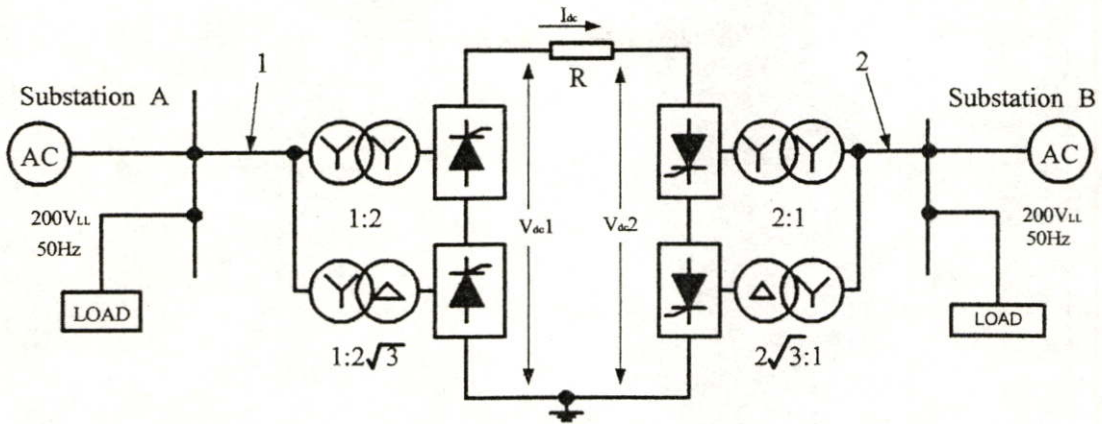 I dc
1
R
2
Substation A
Substation B
AC
AC
1:2
Vdc1
Vdc2
2:1
200VLL
50Hz
200VLL
50Hz
LOAD
LOAD
1:2√3
2√3:1